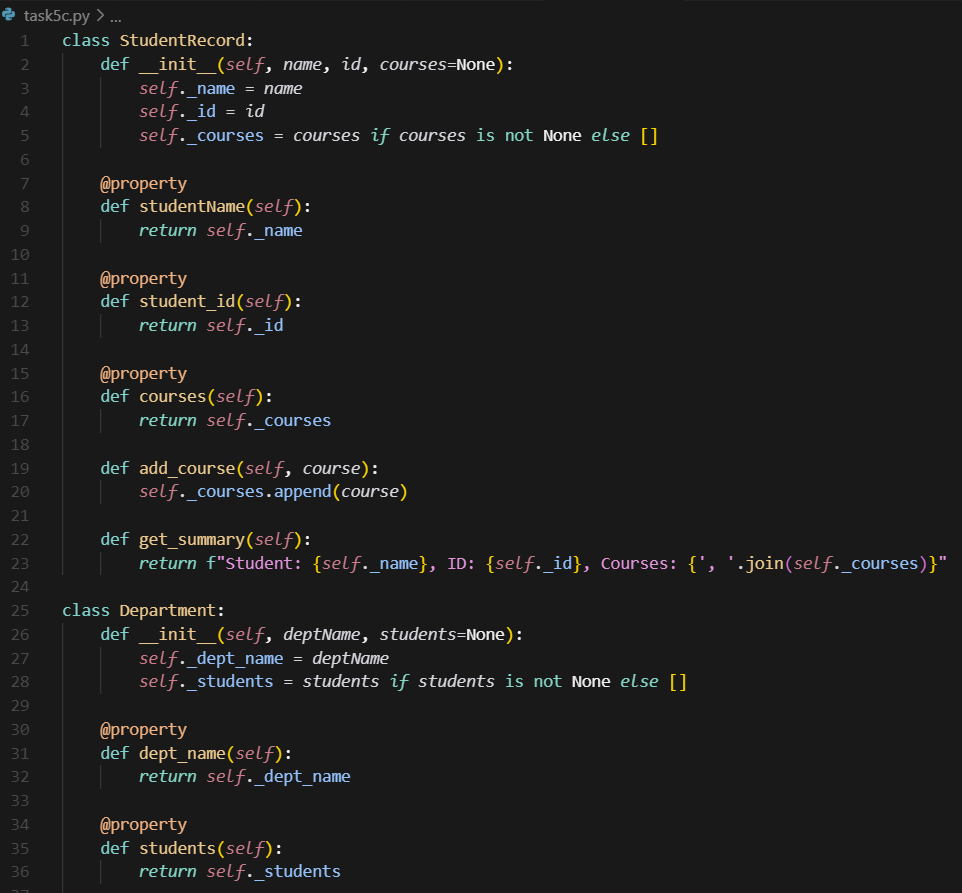 task5c.py > ...
1 class StudentRecord:
2     def __init__(self, name, id, courses=None):
3         self._name = name
4         self._id = id
5         self._courses = courses if courses is not None else []
6
7     @property
8     def studentName(self):
9         return self._name
10
11     @property
12     def student_id(self):
13         return self._id
14
15     @property
16     def courses(self):
17         return self._courses
18
19     def add_course(self, course):
20         self._courses.append(course)
21
22     def get_summary(self):
23         return f"Student: {self._name}, ID: {self._id}, Courses: {', '.join(self._courses)}"
24
25 class Department:
26     def __init__(self, deptName, students=None):
27         self._dept_name = deptName
28         self._students = students if students is not None else []
29
30     @property
31     def dept_name(self):
32         return self._dept_name
33
34     @property
35     def students(self):
36         return self._students